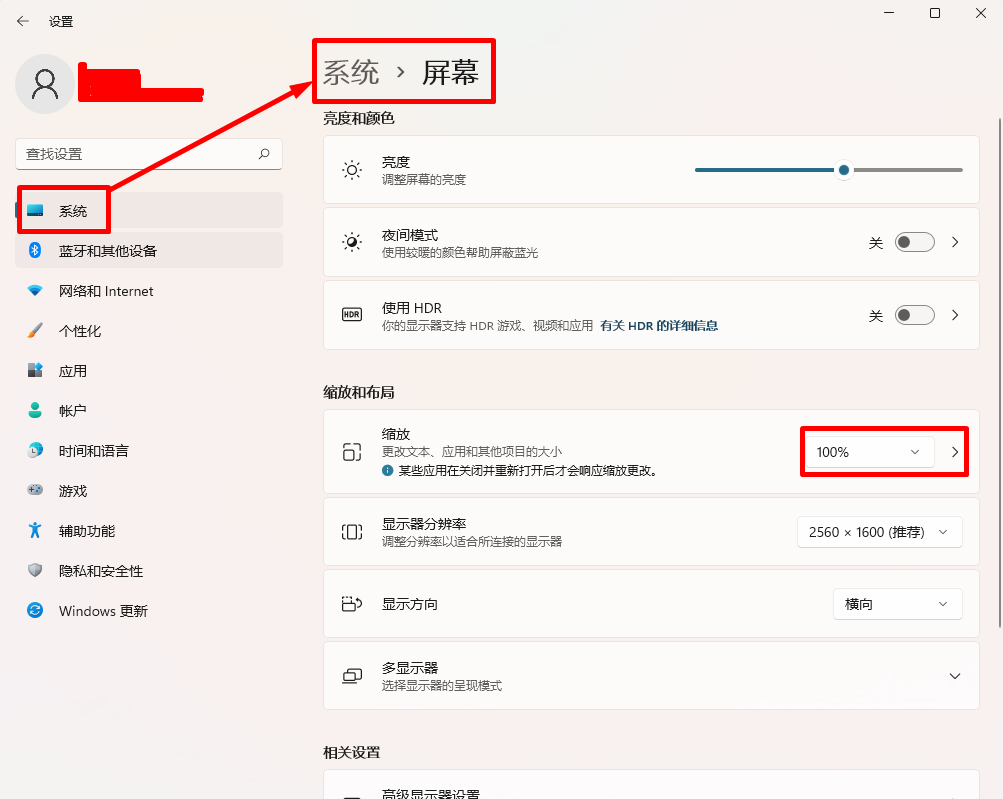 设置
查找设置
系统
蓝牙和其他设备
网络和 Internet
个性化
应用
帐户
时间和语言
游戏
辅助功能
隐私和安全性
Windows 更新
系统 › 屏幕
亮度和颜色
亮度
调整屏幕的亮度
夜间模式
使用较暖的颜色帮助屏蔽蓝光
关
HDR
使用 HDR
你的显示器支持 HDR 游戏、视频和应用 有关 HDR 的详细信息
关
缩放和布局
缩放
更改文本、应用和其他项目的大小
某些应用在关闭并重新打开后才会响应缩放更改。
100%
显示器分辨率
调整分辨率以适合所连接的显示器
2560 × 1600 (推荐)
显示方向
横向
多显示器
选择显示器的呈现模式
相关设置
高级显示器设置